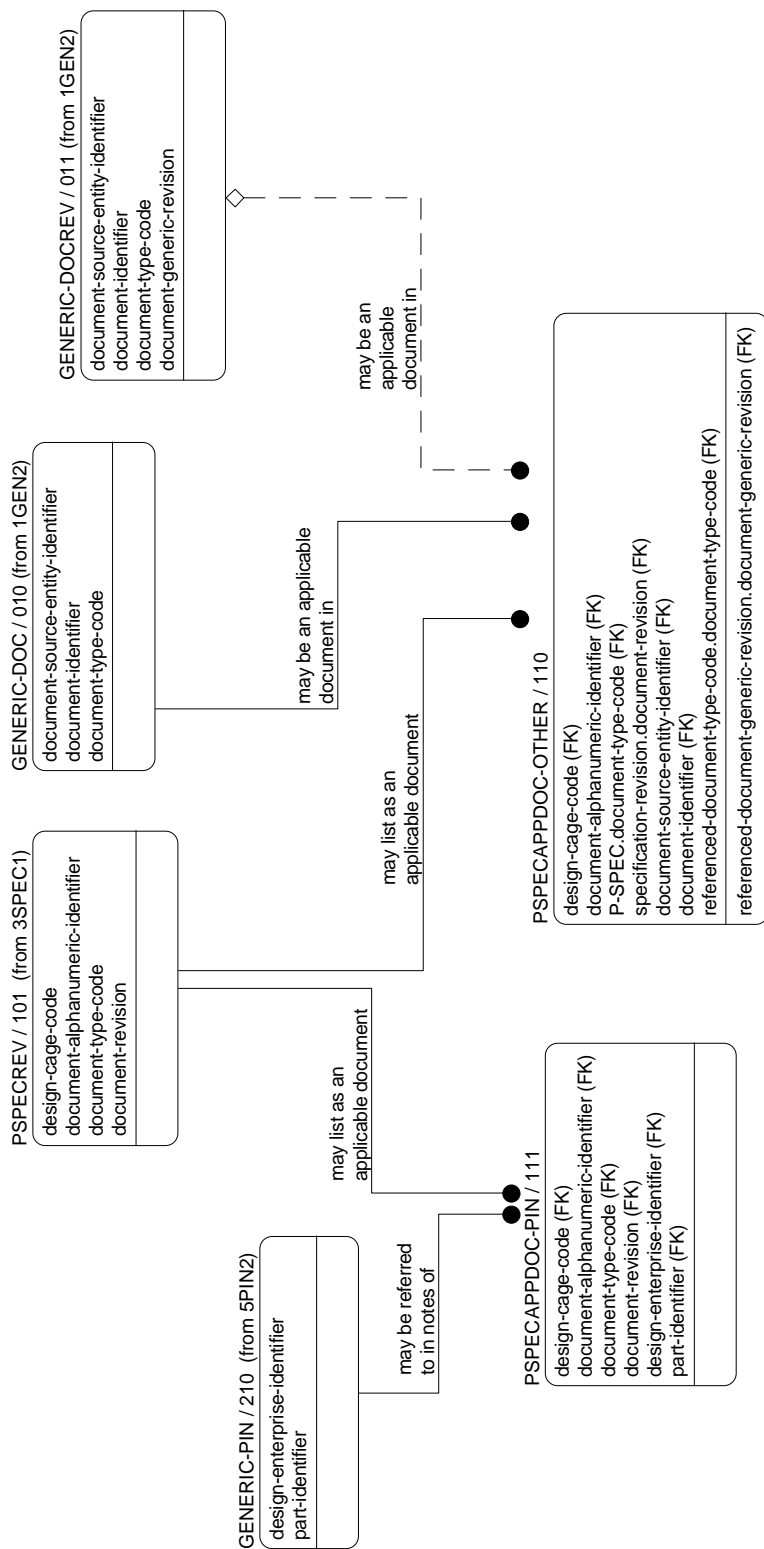 PSPECREV / 101  (from 3SPEC1)
design-cage-code
document-alphanumeric-identifier
document-type-code
document-revision
GENERIC-DOC / 010 (from 1GEN2)
document-source-entity-identifier
document-identifier
document-type-code
GENERIC-DOCREV / 011 (from 1GEN2)
document-source-entity-identifier
document-identifier
document-type-code
document-generic-revision
GENERIC-PIN / 210  (from 5PIN2)
design-enterprise-identifier
part-identifier
may be referred
to in notes of
may list as an
applicable document
may list as an
applicable document
may be an applicable
document in
may be an
applicable
document in
PSPECAPPDOC-PIN / 111
design-cage-code (FK)
document-alphanumeric-identifier (FK)
document-type-code (FK)
document-revision (FK)
design-enterprise-identifier (FK)
part-identifier (FK)
PSPECAPPDOC-OTHER / 110
design-cage-code (FK)
document-alphanumeric-identifier (FK)
P-SPEC.document-type-code (FK)
specification-revision.document-revision (FK)
document-source-entity-identifier (FK)
document-identifier (FK)
referenced-document-type-code.document-type-code (FK)
referenced-document-generic-revision.document-generic-revision (FK)